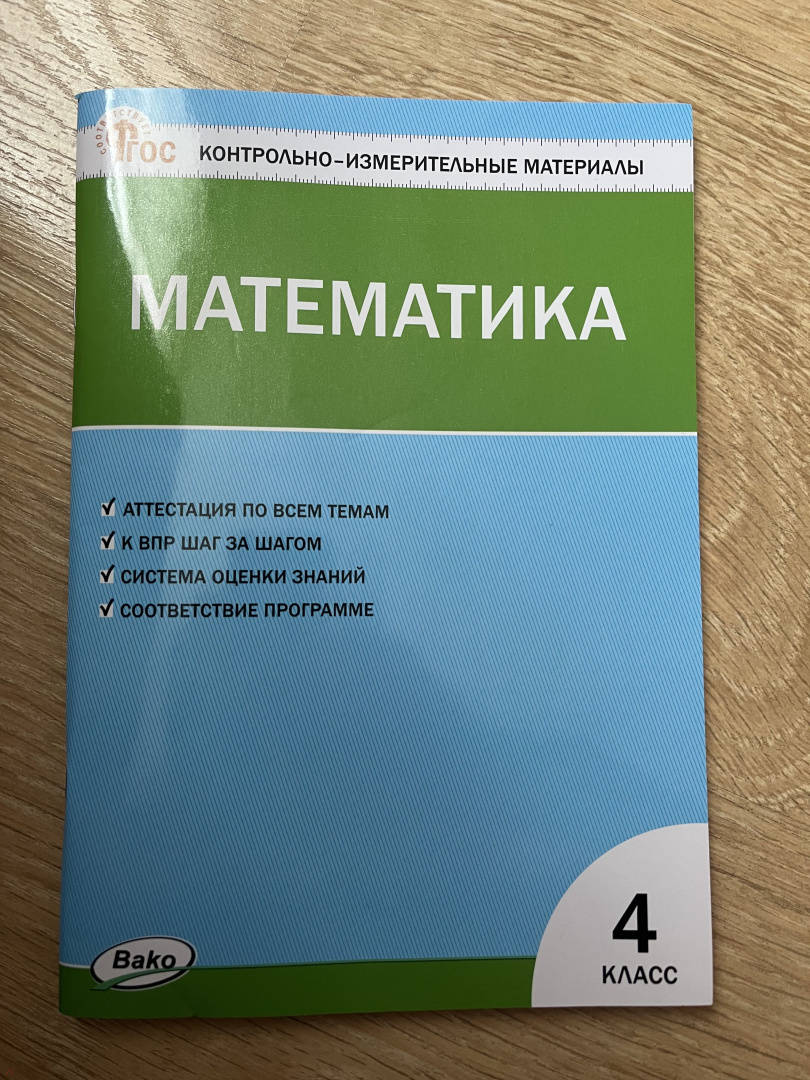 СООТВЕТСТВУЕТ
ФГОС
КОНТРОЛЬНО-ИЗМЕРИТЕЛЬНЫЕ МАТЕРИАЛЫ
МАТЕМАТИКА
АТТЕСТАЦИЯ ПО ВСЕМ ТЕМАМ
К ВПР ШАГ ЗА ШАГОМ
СИСТЕМА ОЦЕНКИ ЗНАНИЙ
СООТВЕТСТВИЕ ПРОГРАММЕ
4
КЛАСС
Вако